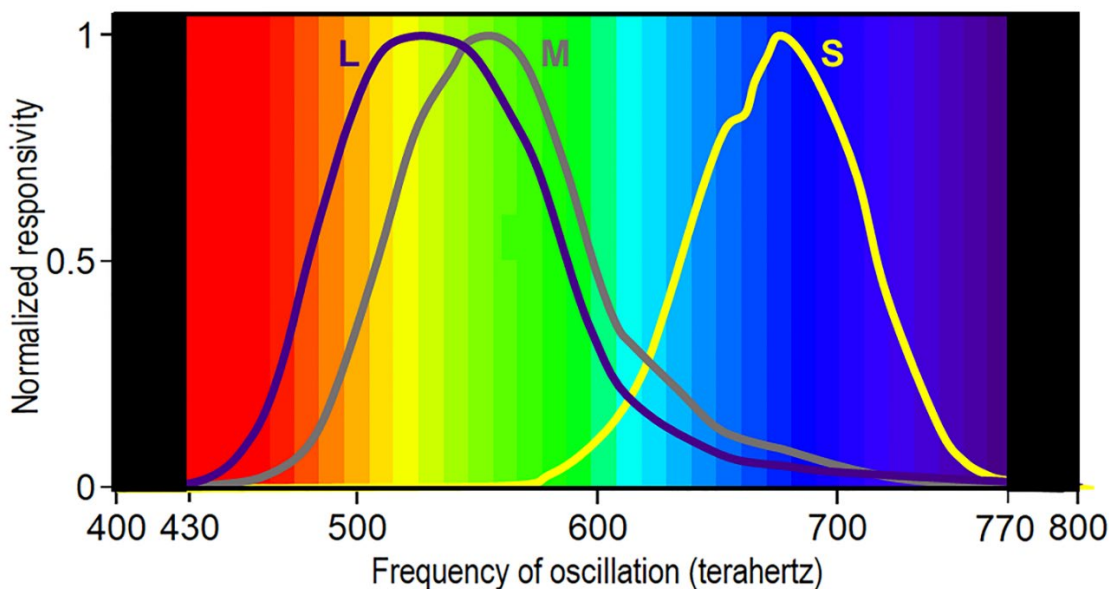 1
L
M
S
Normalized responsivity
0.5
0
400 430 500 600 700 770 800
Frequency of oscillation (terahertz)